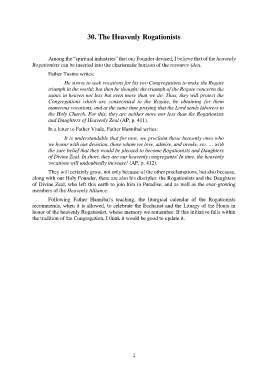 30. The Heavenly Rogationists
Among the "spiritual industries" that our Founder devised, I believe that of the heavenly
Rogationists can be inserted into the charismatic horizon of the resource-idea.
Father Tusino writes:
He strove to seek vocations for his two Congregations to make the Rogate
triumph in the world; but then he thought: the triumph of the Rogate concerns the
saints in heaven not less but even more than we do. Thus, they will protect the
Congregations which are consecrated to the Rogate, by obtaining for them
numerous vocations, and at the same time praying that the Lord sends laborers to
the Holy Church. For this, they are neither more nor less than the Rogationists
and Daughters of Heavenly Zeal (AP, p. 411).
In a letter to Father Vitale, Father Hannibal writes:
It is understandable that for now, we proclaim those heavenly ones who
we honor with our devotion, those whom we love, admire, and invoke, etc. ... with
the sure belief that they would be pleased to become Rogationists and Daughters
of Divine Zeal. In short, they are our heavenly congregants! In time, the heavenly
vocations will undoubtedly increase! (AP, p. 412).
They will certainly grow, not only because of the other proclamations, but also because,
along with our Holy Founder, there are also his disciples: the Rogationists and the Daughters
of Divine Zeal, who left this earth to join him in Paradise, and as well as the ever-growing
members of the Heavenly Alliance.
Following Father Hannibal's teaching, the liturgical calendar of the Rogationists
recommends, when it is allowed, to celebrate the Eucharist and the Liturgy of the Hours in
honor of the heavenly Rogationist, whose memory we remember. If this initiative falls within
the tradition of the Congregation, I think it would be good to update it.
1